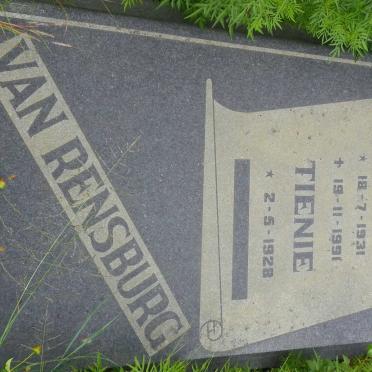 * 18-7-1931
+ 19-11-1991
TIENIE
* 2-5-1928
VAN RENSBURG